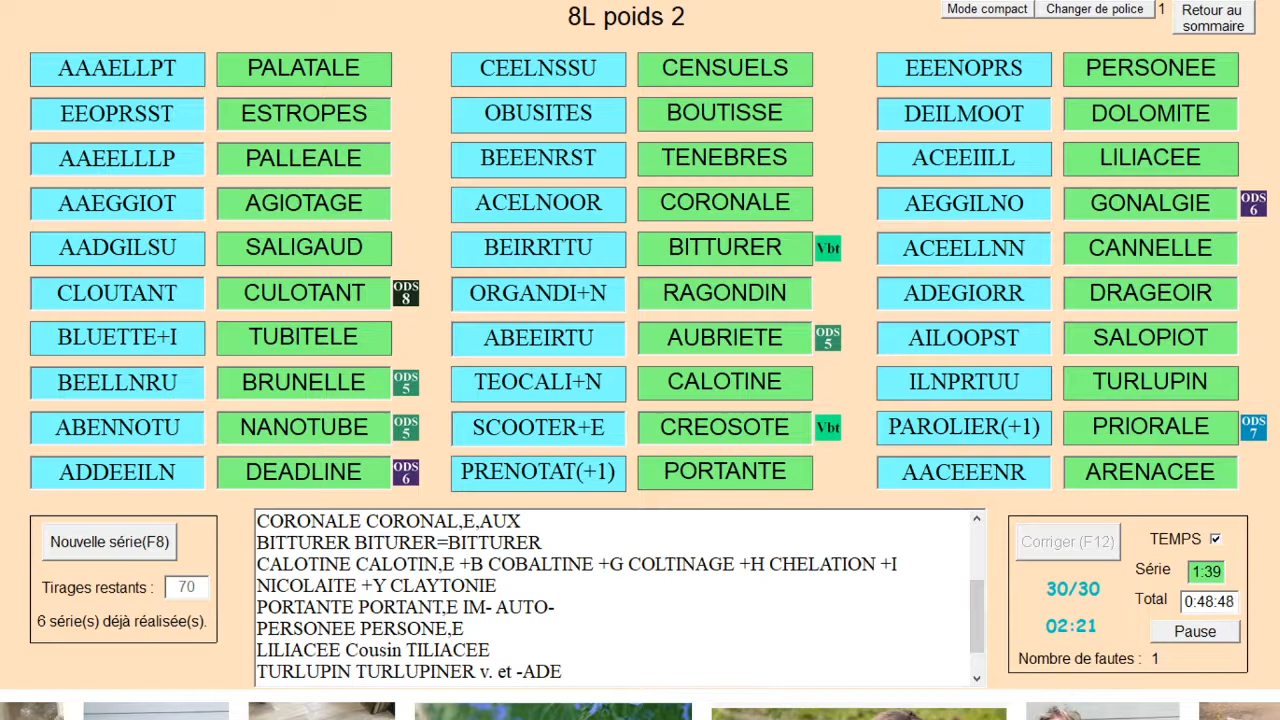 8L poids 2
Mode compact
Changer de police
1
Retour au
sommaire
AAAELLPT PALATALE
EEOPRSST ESTROPES
AAEELLLP PALLEALE
AAEGGIOT AGIOTAGE
AADGILSU SALIGAUD
CLOUTANT CULOTANT ODS 8
BLUETTE+I TUBITELE
BEELLNRU BRUNELLE ODS 5
ABENNOTU NANOTUBE ODS 5
ADDEEILN DEADLINE ODS 6
CEELNSSU CENSUELS
OBUSITES BOUTISSE
BEEENRST TENEBRES
ACELNOOR CORONALE
BEIRRTTU BITTURER Vbt
ORGANDI+N RAGONDIN
ABEEIRTU AUBRIETE ODS 5
TEOCALI+N CALOTINE
SCOOTER+E CREOSOTE Vbt
PRENOTAT(+1) PORTANTE
EEENOPRS PERSONEE
DEILMOOT DOLOMITE
ACEEIILL LILIACEE
AEGGILNO GONALGIE ODS 6
ACEELLNN CANNELLE
ADEGIORR DRAGEOIR
AILOOPST SALOPIOT
ILNPRTUU TURLUPIN
PAROLIER(+1) PRIORALE ODS 7
AACEEENR ARENACEE
Nouvelle série(F8)
Tirages restants : 70
6 série(s) déjà réalisée(s).
CORONALE CORONAL,E,AUX
BITTURER BITURER=BITTURER
CALOTINE CALOTIN,E +B COBALTINE +G COLTINAGE +H CHELATION +I
NICOLAITE +Y CLAYTONIE
PORTANTE PORTANT,E IM- AUTO-
PERSONEE PERSONE,E
LILIACEE Cousin TILIACEE
TURLUPIN TURLUPINER v. et -ADE
Corriger (F12)
TEMPS
30/30
Série 1:39
02:21
Total 0:48:48
Pause
Nombre de fautes : 1